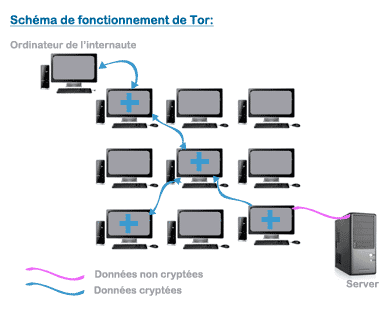 Schéma de fonctionnement de Tor:
Ordinateur de l'internaute
Données non cryptées
Server
Données cryptées